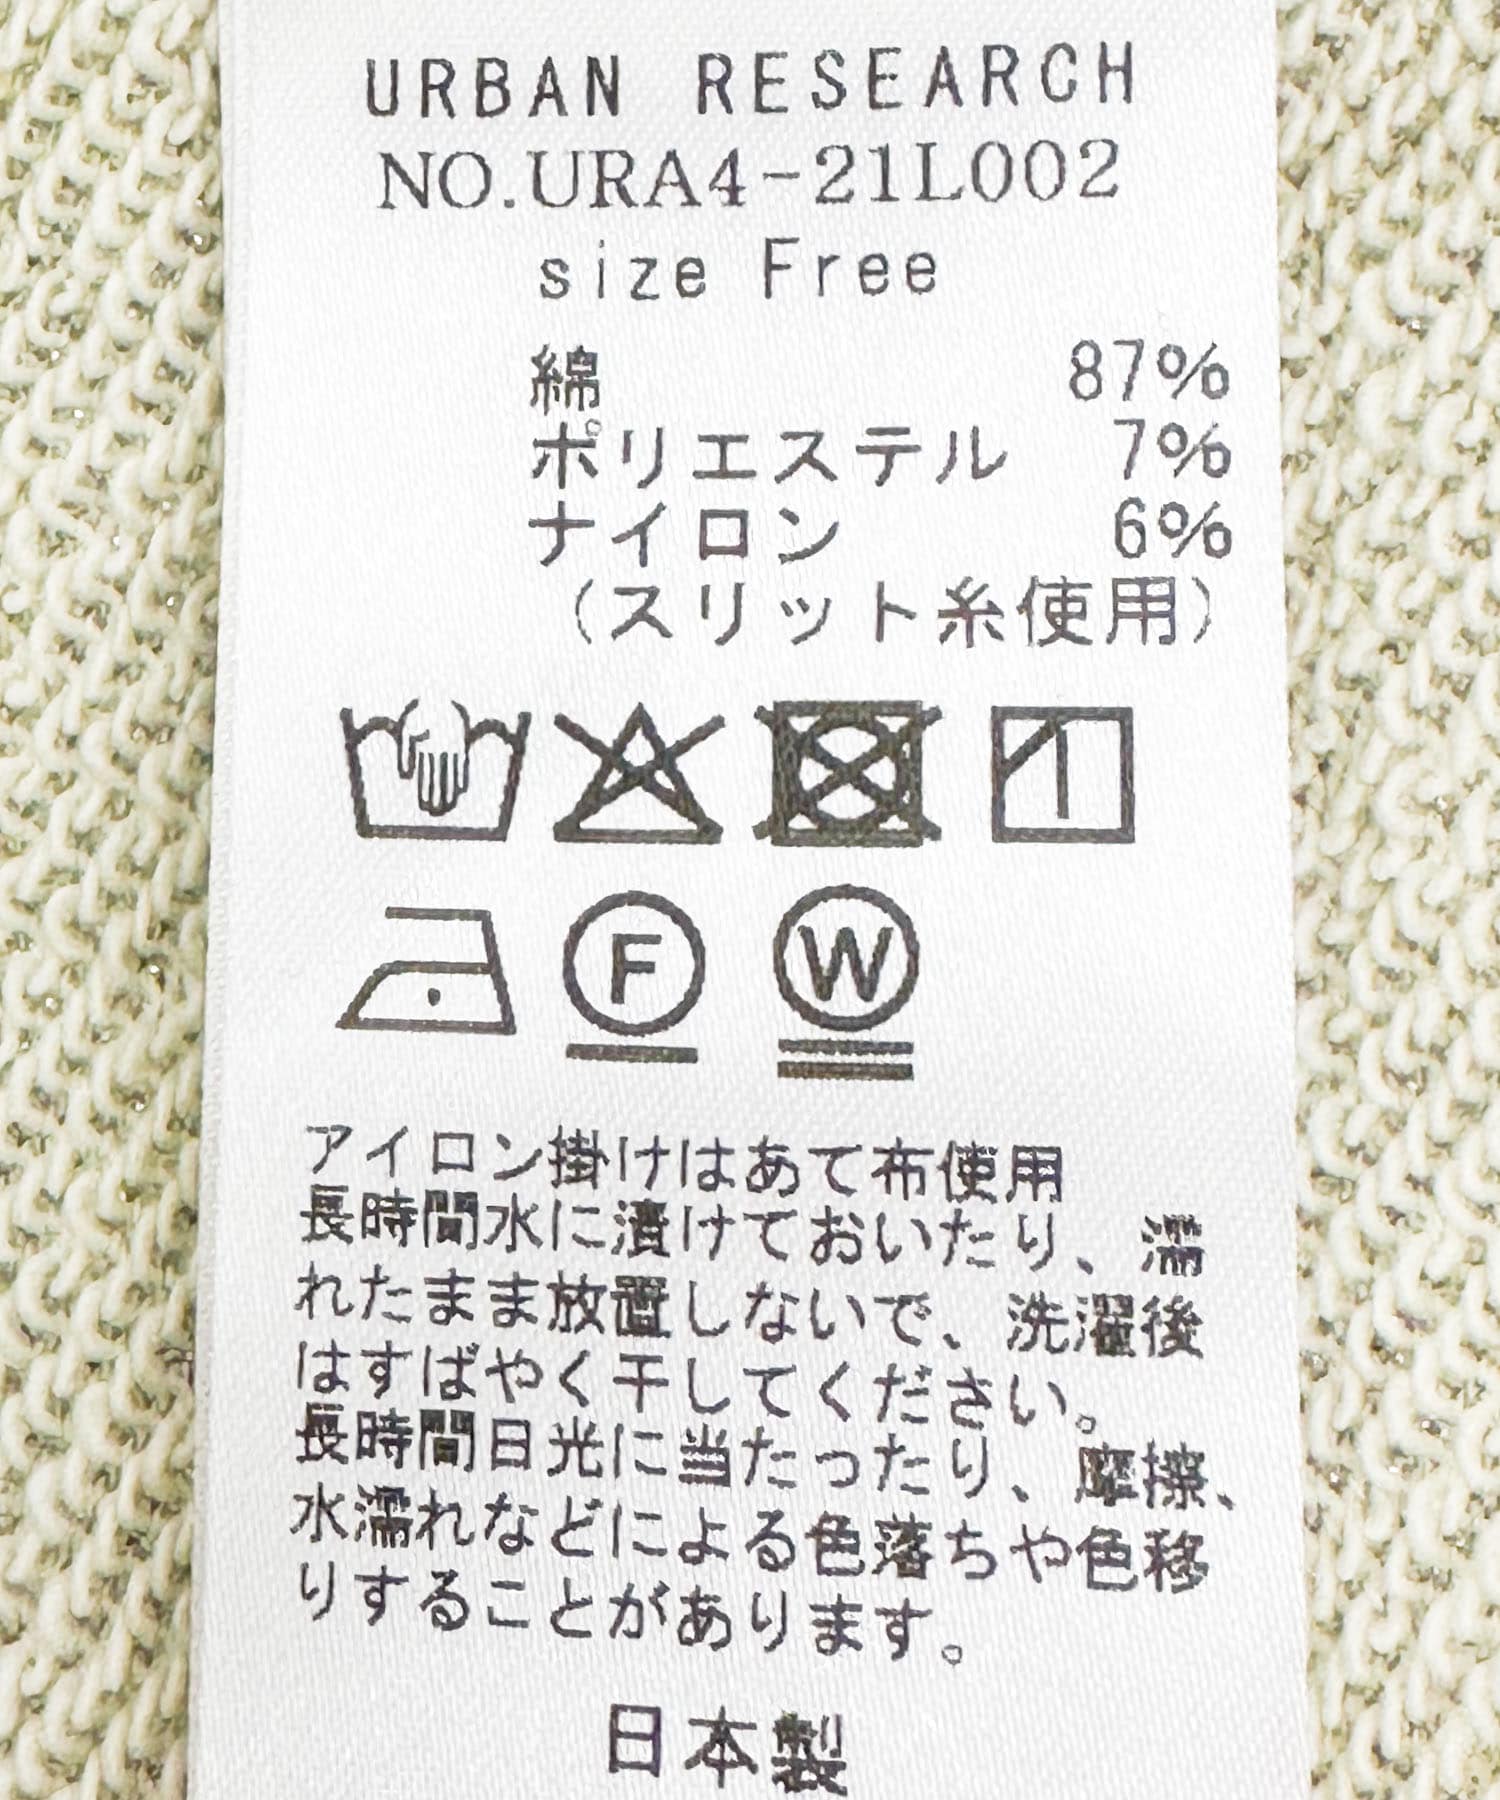 URBAN RESEARCH
NO.URA4-21L002
size Free
綿 87%
ポリエステル 7%
ナイロン 6%
(スリット糸使用)
F
W
アイロン掛けはあて布使用
長時間水に漬けておいたり、濡
れたまま放置しないで、洗濯後
はすばやく干してください。
長時間日光に当たったり、摩擦、
水濡れなどによる色落ちや色移
りすることがあります。
日本製